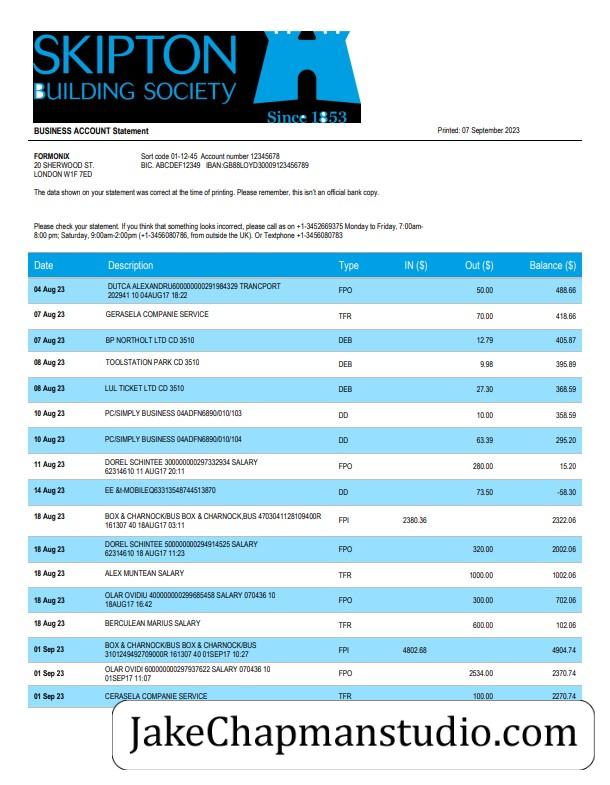 SKIPTON
BUILDING SOCIETY
Since 1853
BUSINESS ACCOUNT Statement Printed: 07 September 2023
FORMONIX Sort code 01-12-45 Account number 12345678
20 SHERWOOD ST. BIC. ABCDEF12349 IBAN:GB88LOYD30009123456789
LONDON W1F 7ED
The data shown on your statement was correct at the time of printing. Please remember, this isn't an official bank copy.
Please check your statement. If you think that something looks incorrect, please call as on +1-3452669375 Monday to Friday, 7:00am-
8:00 pm; Saturday, 9:00am-2:00pm (+1-3456080786, from outside the UK). Or Textphone +1-3456080783
Date Description Type IN ($) Out ($) Balance ($)
04 Aug 23 DUTCA ALEXANDRU600000000291984329 TRANCPORT FPO 50.00 488.66
202941 10 04AUG17 18:22
07 Aug 23 GERASELA COMPANIE SERVICE TFR 70.00 418.66
07 Aug 23 BP NORTHOLT LTD CD 3510 DEB 12.79 405.87
08 Aug 23 TOOLSTATION PARK CD 3510 DEB 9.98 395.89
08 Aug 23 LUL TICKET LTD CD 3510 DEB 27.30 368.59
10 Aug 23 PC/SIMPLY BUSINESS 04ADFN6890/010/103 DD 10.00 358.59
10 Aug 23 PC/SIMPLY BUSINESS 04ADFN6890/010/104 DD 63.39 295.20
11 Aug 23 DOREL SCHINTEE 300000000297332934 SALARY FPO 280.00 15.20
62314610 11 AUG17 20:11
14 Aug 23 EE &t-MOBILEQ63313548744513870 DD 73.50 -58.30
18 Aug 23 BOX & CHARNOCK/BUS BOX & CHARNOCK,BUS 4703041128109400R FPI 2380.36 2322.06
161307 40 18AUG17 03:11
18 Aug 23 DOREL SCHINTEE 500000000294914525 SALARY FPO 320.00 2002.06
62314610 18 AUG17 11:23
18 Aug 23 ALEX MUNTEAN SALARY TFR 1000.00 1002.06
18 Aug 23 OLAR OVIDIU 400000000299685458 SALARY 070436 10 FPO 300.00 702.06
18AUG17 16:42
18 Aug 23 BERCULEAN MARIUS SALARY TFR 600.00 102.06
01 Sep 23 BOX & CHARNOCK/BUS BOX & CHARNOCK/BUS FPI 4802.68 4904.74
3101249492709000R 161307 40 01SEP17 10:27
01 Sep 23 OLAR OVIDI 600000000297937622 SALARY 070436 10 FPO 2534.00 2370.74
01SEP17 11:07
01 Sep 23 CERASELA COMPANIE SERVICE TFR 100.00 2270.74
JakeChapmanstudio.com